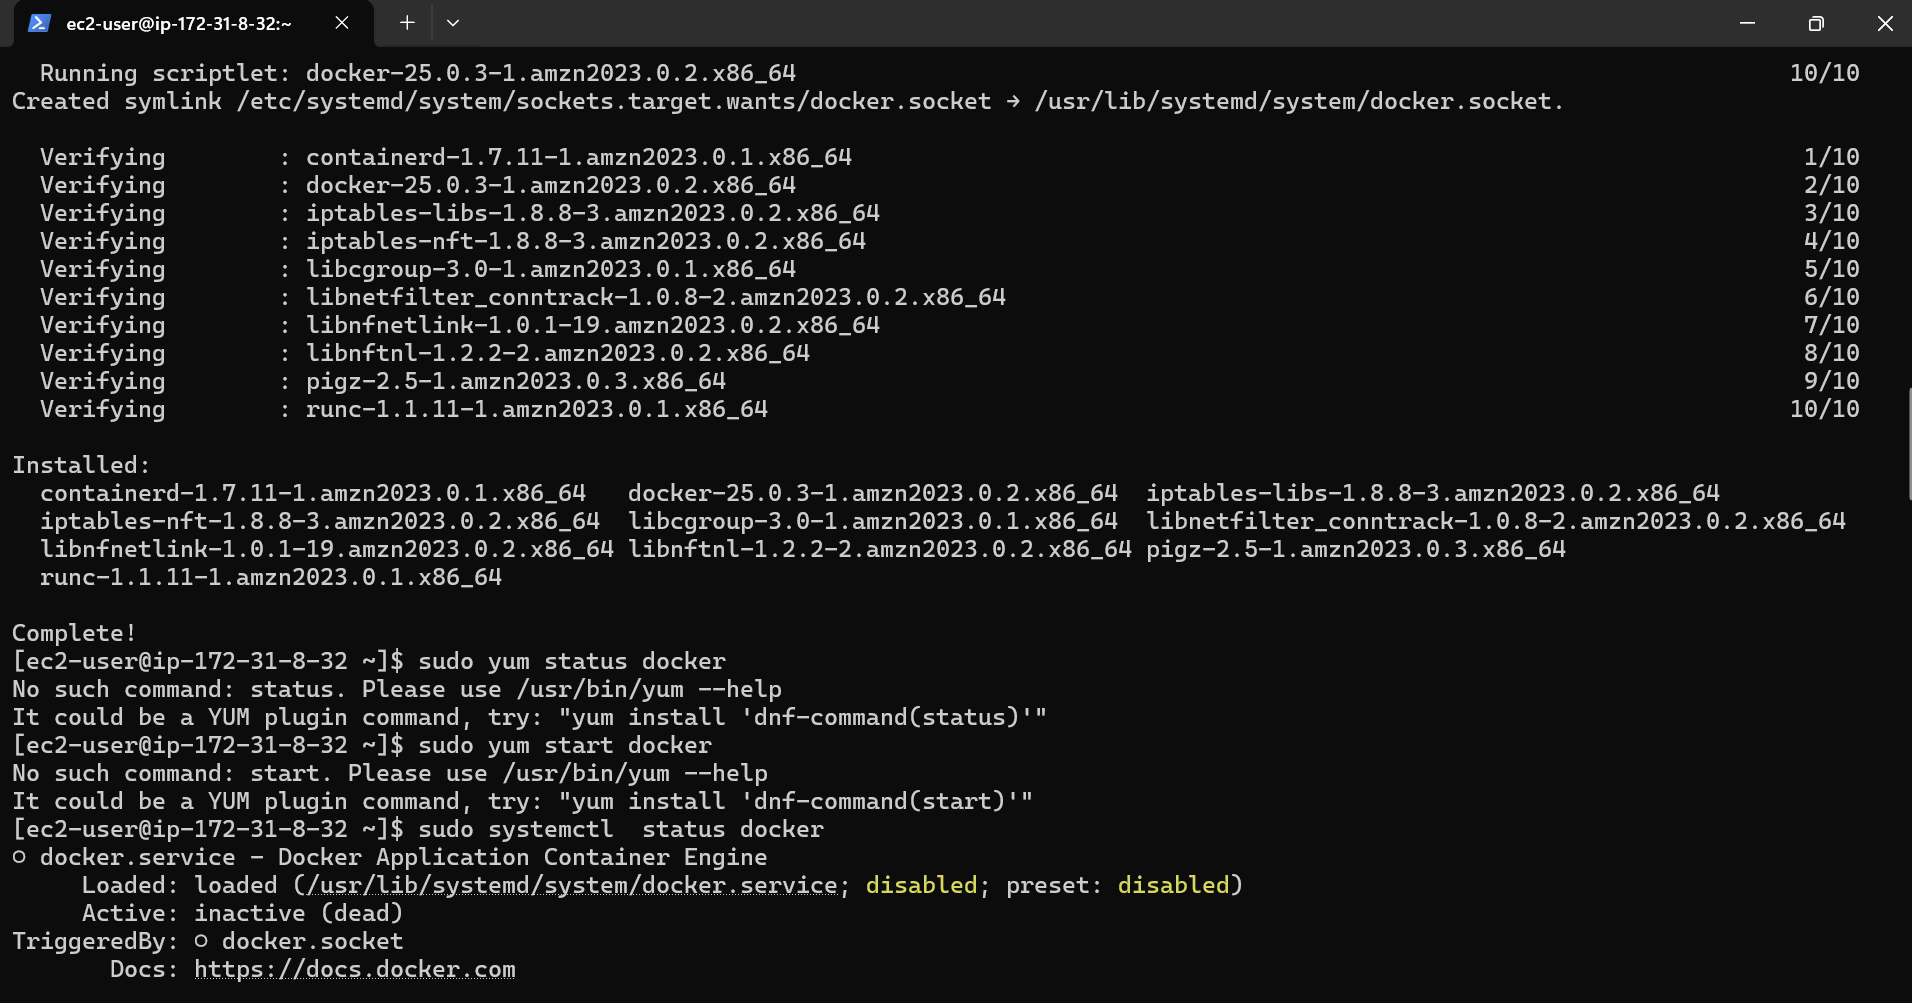 ec2-user@ip-172-31-8-32:~
Running scriptlet: docker-25.0.3-1.amzn2023.0.2.x86_64 10/10
Created symlink /etc/systemd/system/sockets.target.wants/docker.socket → /usr/lib/systemd/system/docker.socket.
Verifying : containerd-1.7.11-1.amzn2023.0.1.x86_64 1/10
Verifying : docker-25.0.3-1.amzn2023.0.2.x86_64 2/10
Verifying : iptables-libs-1.8.8-3.amzn2023.0.2.x86_64 3/10
Verifying : iptables-nft-1.8.8-3.amzn2023.0.2.x86_64 4/10
Verifying : libcgroup-3.0-1.amzn2023.0.1.x86_64 5/10
Verifying : libnetfilter_conntrack-1.0.8-2.amzn2023.0.2.x86_64 6/10
Verifying : libnfnetlink-1.0.1-19.amzn2023.0.2.x86_64 7/10
Verifying : libnftnl-1.2.2-2.amzn2023.0.2.x86_64 8/10
Verifying : pigz-2.5-1.amzn2023.0.3.x86_64 9/10
Verifying : runc-1.1.11-1.amzn2023.0.1.x86_64 10/10
Installed:
containerd-1.7.11-1.amzn2023.0.1.x86_64 docker-25.0.3-1.amzn2023.0.2.x86_64 iptables-libs-1.8.8-3.amzn2023.0.2.x86_64
iptables-nft-1.8.8-3.amzn2023.0.2.x86_64 libcgroup-3.0-1.amzn2023.0.1.x86_64 libnetfilter_conntrack-1.0.8-2.amzn2023.0.2.x86_64
libnfnetlink-1.0.1-19.amzn2023.0.2.x86_64 libnftnl-1.2.2-2.amzn2023.0.2.x86_64 pigz-2.5-1.amzn2023.0.3.x86_64
runc-1.1.11-1.amzn2023.0.1.x86_64
Complete!
[ec2-user@ip-172-31-8-32 ~]$ sudo yum status docker
No such command: status. Please use /usr/bin/yum --help
It could be a YUM plugin command, try: "yum install 'dnf-command(status)'"
[ec2-user@ip-172-31-8-32 ~]$ sudo yum start docker
No such command: start. Please use /usr/bin/yum --help
It could be a YUM plugin command, try: "yum install 'dnf-command(start)'"
[ec2-user@ip-172-31-8-32 ~]$ sudo systemctl  status docker
○ docker.service - Docker Application Container Engine
Loaded: loaded (/usr/lib/systemd/system/docker.service; disabled; preset: disabled)
Active: inactive (dead)
TriggeredBy: ○ docker.socket
Docs: https://docs.docker.com